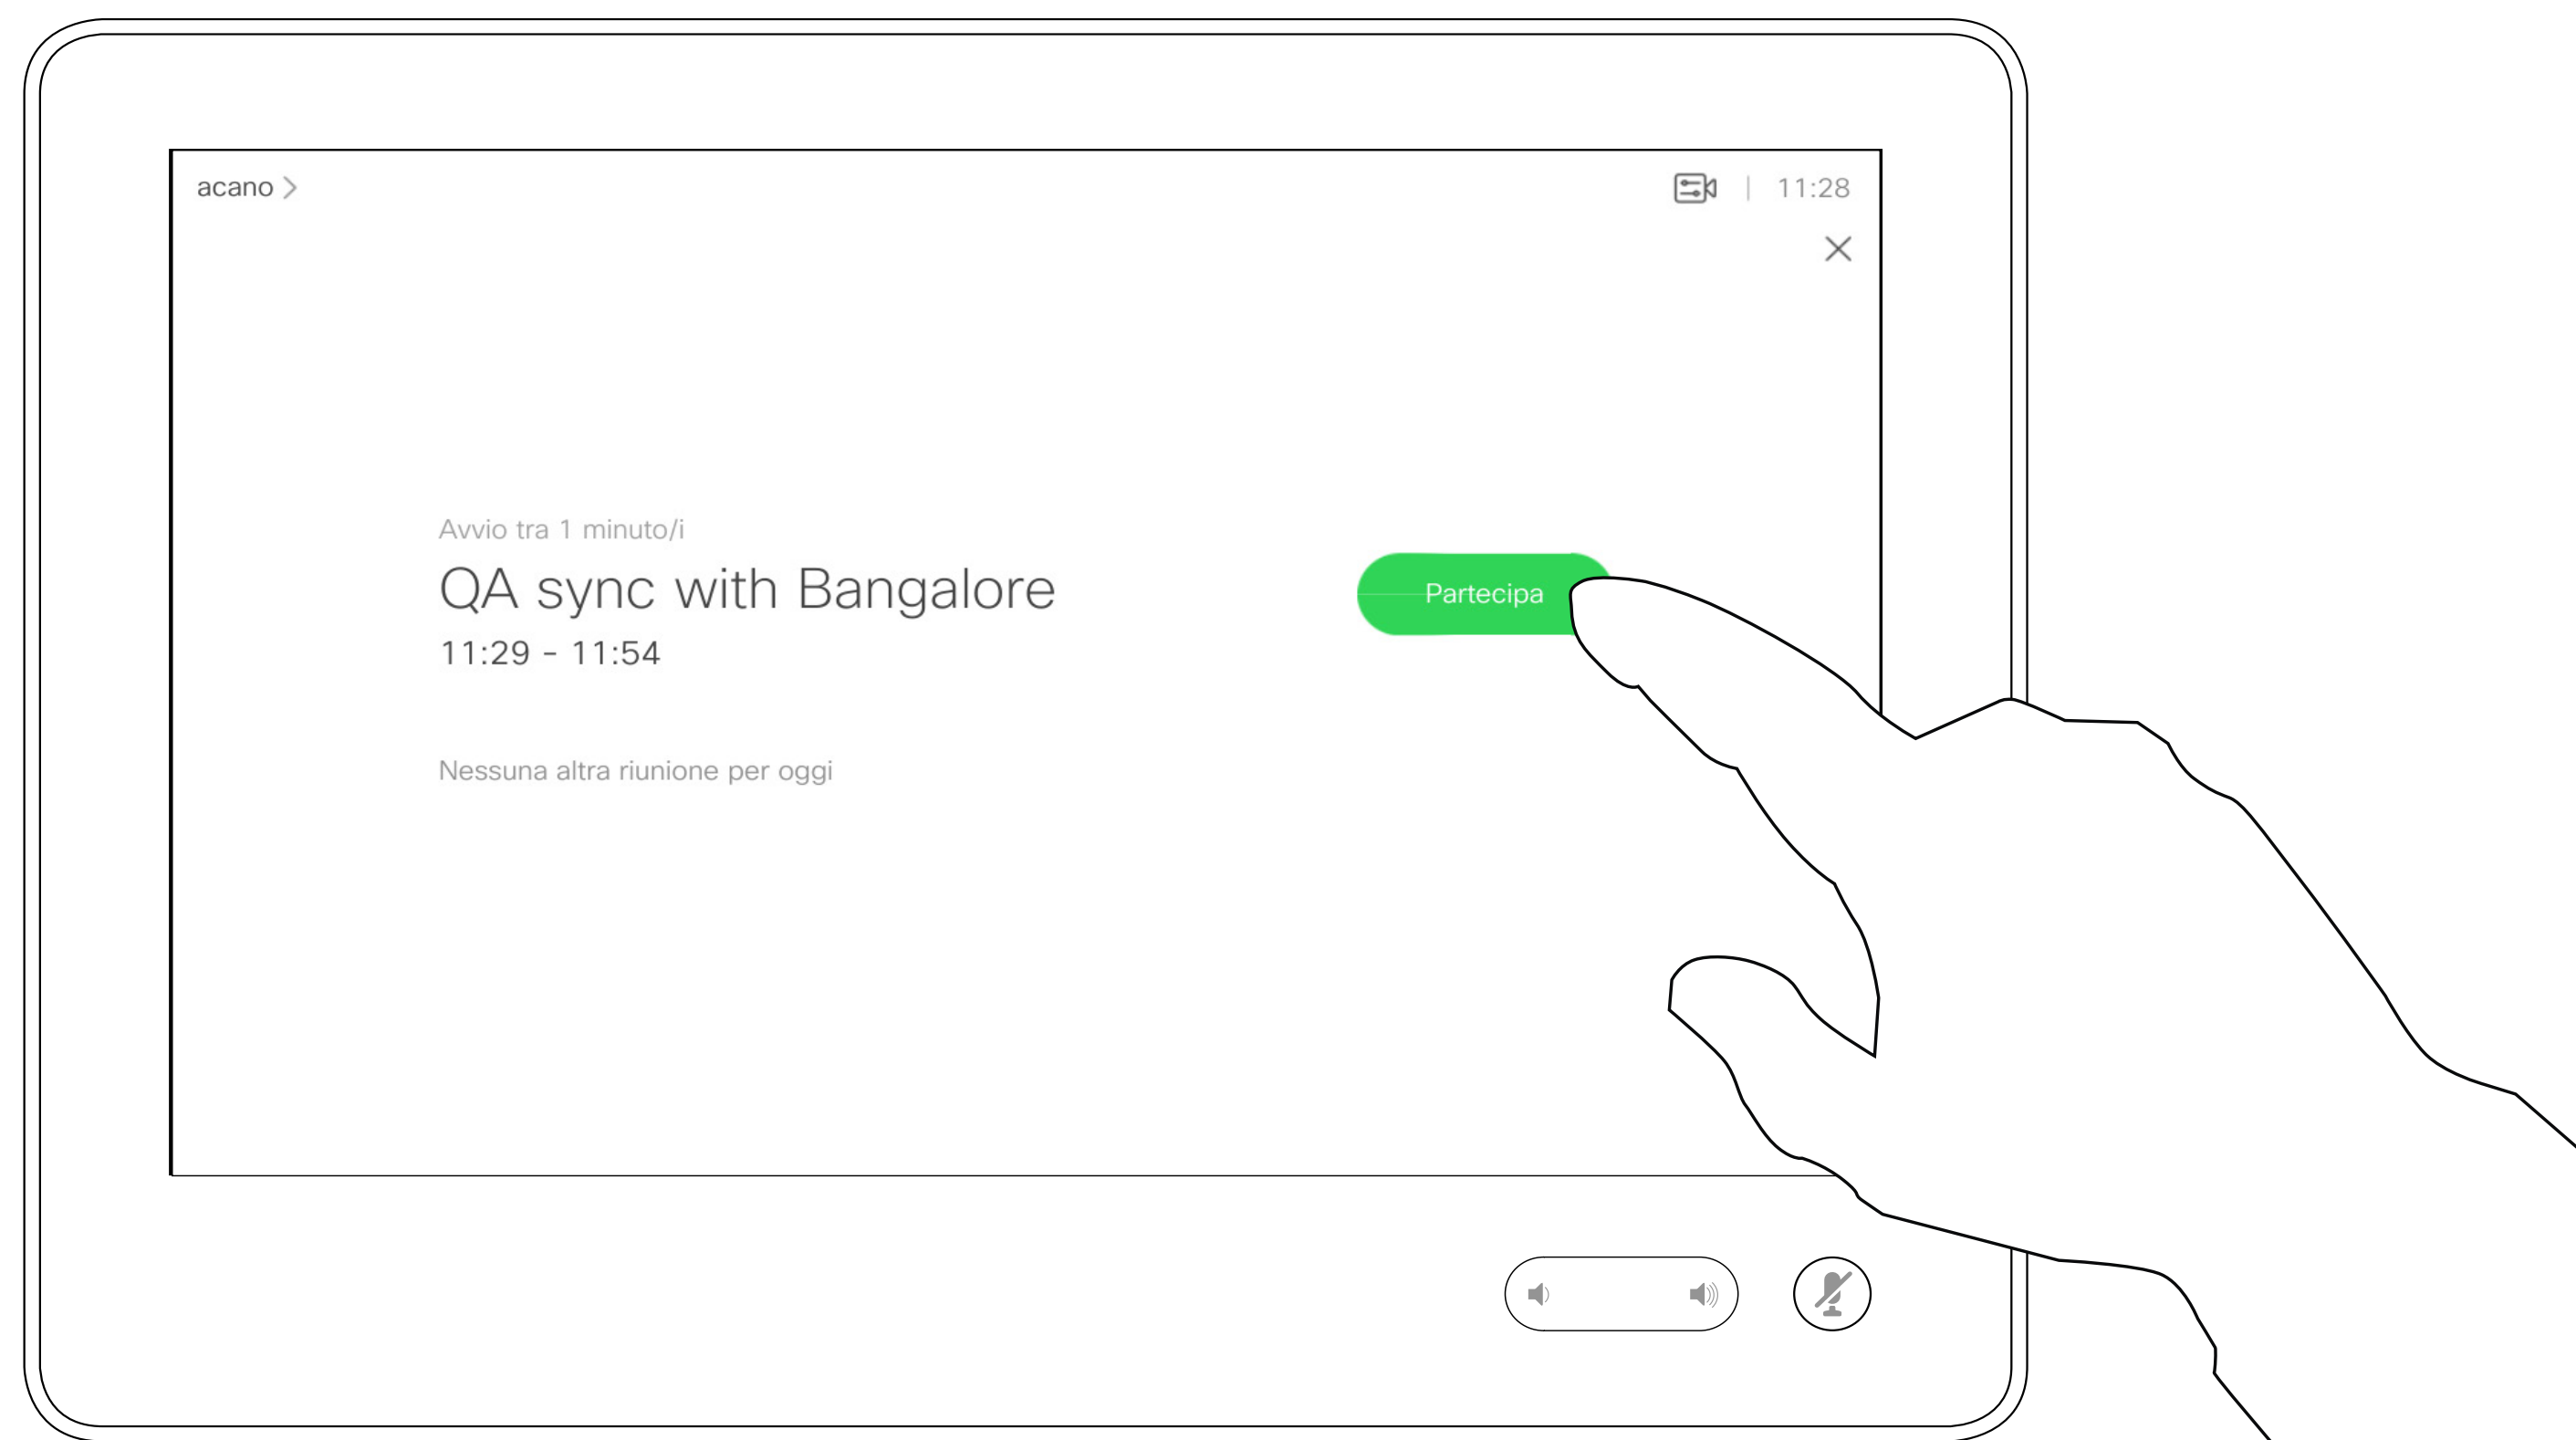 acano
11:28
Avvio tra 1 minuto/i
QA sync with Bangalore
11:29 - 11:54
Partecipa
Nessuna altra riunione per oggi